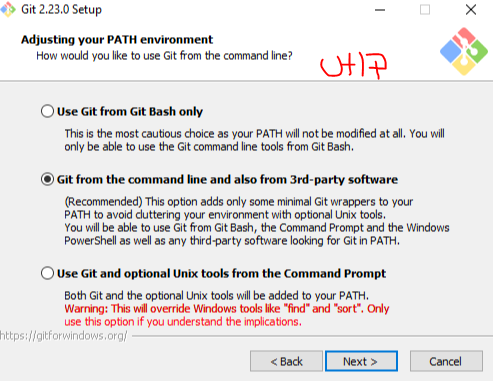 Git 2.23.0 Setup
Adjusting your PATH environment
How would you like to use Git from the command line?
Use Git from Git Bash only
This is the most cautious choice as your PATH will not be modified at all. You will
only be able to use the Git command line tools from Git Bash.
Git from the command line and also from 3rd-party software
(Recommended) This option adds only some minimal Git wrappers to your
PATH to avoid cluttering your environment with optional Unix tools.
You will be able to use Git from Git Bash, the Command Prompt and the Windows
PowerShell as well as any third-party software looking for Git in PATH.
Use Git and optional Unix tools from the Command Prompt
Both Git and the optional Unix tools will be added to your PATH.
Warning: This will override Windows tools like "find" and "sort". Only
use this option if you understand the implications.
https://gitforwindows.org/
< Back
Next >
Cancel